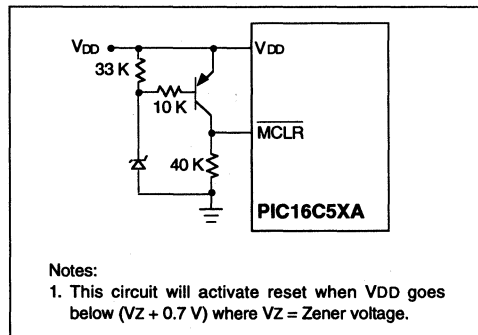 VDD VDD
33 K
10 K
MCLR
40 K
PIC16C5XA
Notes:
1. This circuit will activate reset when VDD goes
below (VZ + 0.7 V) where VZ = Zener voltage.